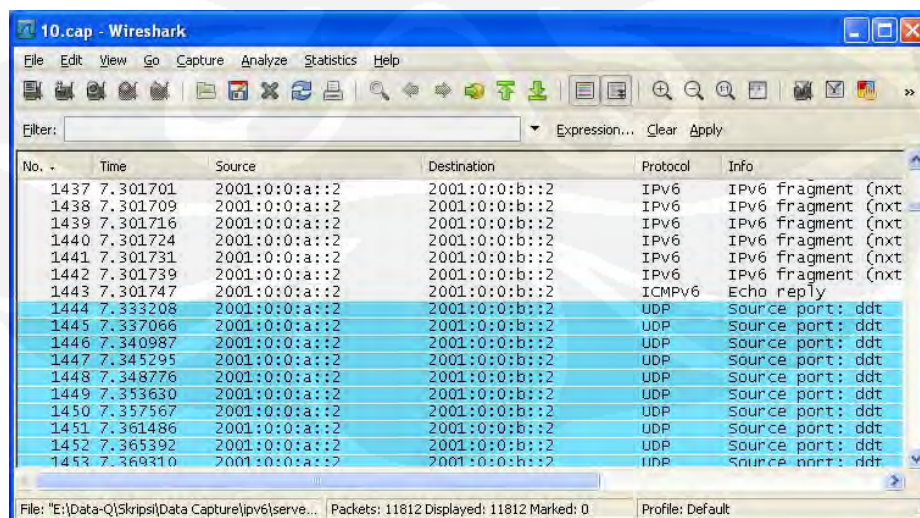 10.cap - Wireshark
File Edit View Go Capture Analyze Statistics Help
Filter: Expression... Clear Apply
No. - Time Source Destination Protocol Info
1437 7.301701 2001:0:0:a::2 2001:0:0:b::2 IPv6 IPv6 fragment (nxt
1438 7.301709 2001:0:0:a::2 2001:0:0:b::2 IPv6 IPv6 fragment (nxt
1439 7.301716 2001:0:0:a::2 2001:0:0:b::2 IPv6 IPv6 fragment (nxt
1440 7.301724 2001:0:0:a::2 2001:0:0:b::2 IPv6 IPv6 fragment (nxt
1441 7.301731 2001:0:0:a::2 2001:0:0:b::2 IPv6 IPv6 fragment (nxt
1442 7.301739 2001:0:0:a::2 2001:0:0:b::2 IPv6 IPv6 fragment (nxt
1443 7.301747 2001:0:0:a::2 2001:0:0:b::2 ICMPv6 Echo reply
1444 7.333208 2001:0:0:a::2 2001:0:0:b::2 UDP Source port: ddt
1445 7.337066 2001:0:0:a::2 2001:0:0:b::2 UDP Source port: ddt
1446 7.340987 2001:0:0:a::2 2001:0:0:b::2 UDP Source port: ddt
1447 7.345295 2001:0:0:a::2 2001:0:0:b::2 UDP Source port: ddt
1448 7.348776 2001:0:0:a::2 2001:0:0:b::2 UDP Source port: ddt
1449 7.353630 2001:0:0:a::2 2001:0:0:b::2 UDP Source port: ddt
1450 7.357567 2001:0:0:a::2 2001:0:0:b::2 UDP Source port: ddt
1451 7.361486 2001:0:0:a::2 2001:0:0:b::2 UDP Source port: ddt
1452 7.365392 2001:0:0:a::2 2001:0:0:b::2 UDP Source port: ddt
1453 7.369310 2001:0:0:a::2 2001:0:0:b::2 UDP Source port: ddt
File: "E:\Data-Q\Skripsi\Data Capture\ipv6\serve... Packets: 11812 Displayed: 11812 Marked: 0 Profile: Default